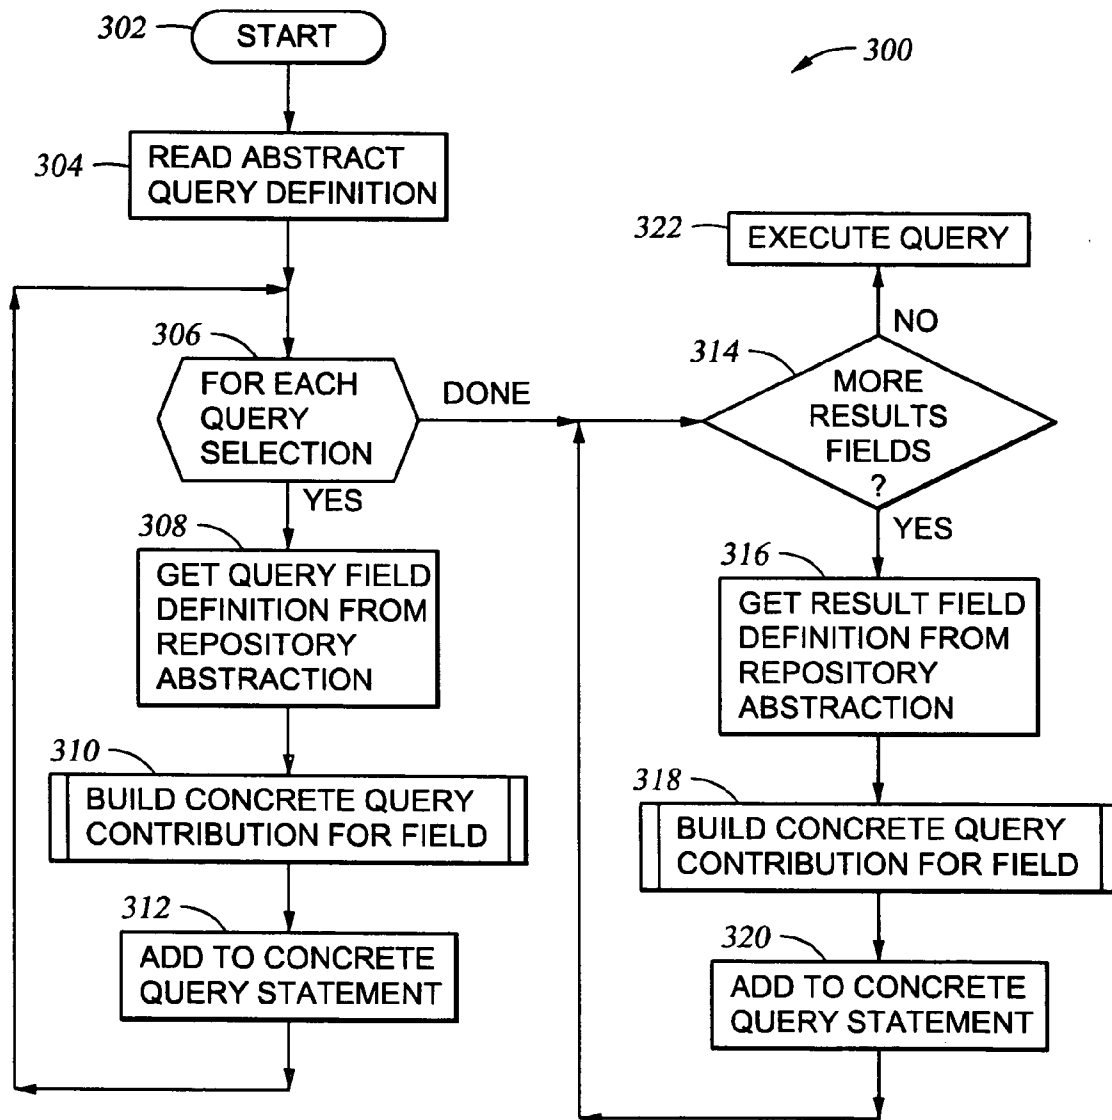 302
START
300
304
READ ABSTRACT
QUERY DEFINITION
322
EXECUTE QUERY
NO
306
FOR EACH
QUERY
SELECTION
DONE
314
MORE
RESULTS
FIELDS
?
YES
YES
308
GET QUERY FIELD
DEFINITION FROM
REPOSITORY
ABSTRACTION
316
GET RESULT FIELD
DEFINITION FROM
REPOSITORY
ABSTRACTION
310
BUILD CONCRETE QUERY
CONTRIBUTION FOR FIELD
318
BUILD CONCRETE QUERY
CONTRIBUTION FOR FIELD
312
ADD TO CONCRETE
QUERY STATEMENT
320
ADD TO CONCRETE
QUERY STATEMENT